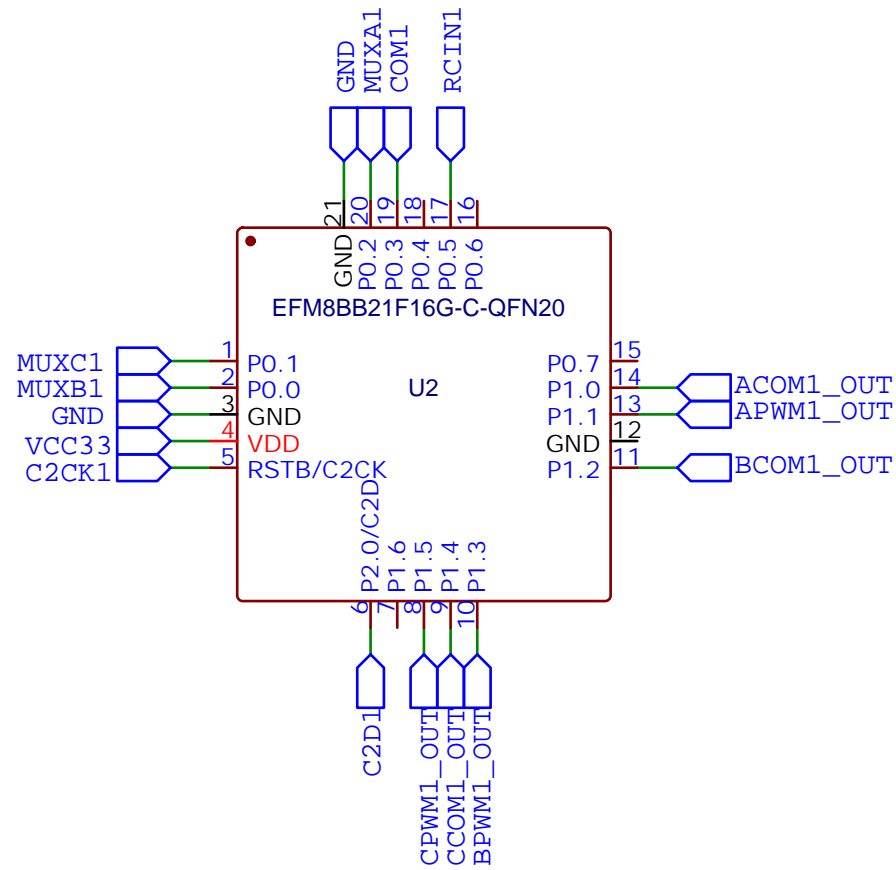 GND
MUXA1
COM1
RCIN1
21
20
19
18
17
16
GND
P0.2
P0.3
P0.4
P0.5
P0.6
EFM8BB21F16G-C-QFN20
U2
MUXC1 1 P0.1
MUXB1 2 P0.0
GND 3 GND
VCC33 4 VDD
C2CK1 5 RSTB/C2CK
P0.7 15
P1.0 14 ACOM1_OUT
P1.1 13 APWM1_OUT
GND 12
P1.2 11 BCOM1_OUT
P2.0/C2D
P1.6
P1.5
P1.4
P1.3
6
7
8
9
10
C2D1
CPWM1_OUT
CCOM1_OUT
BPWM1_OUT